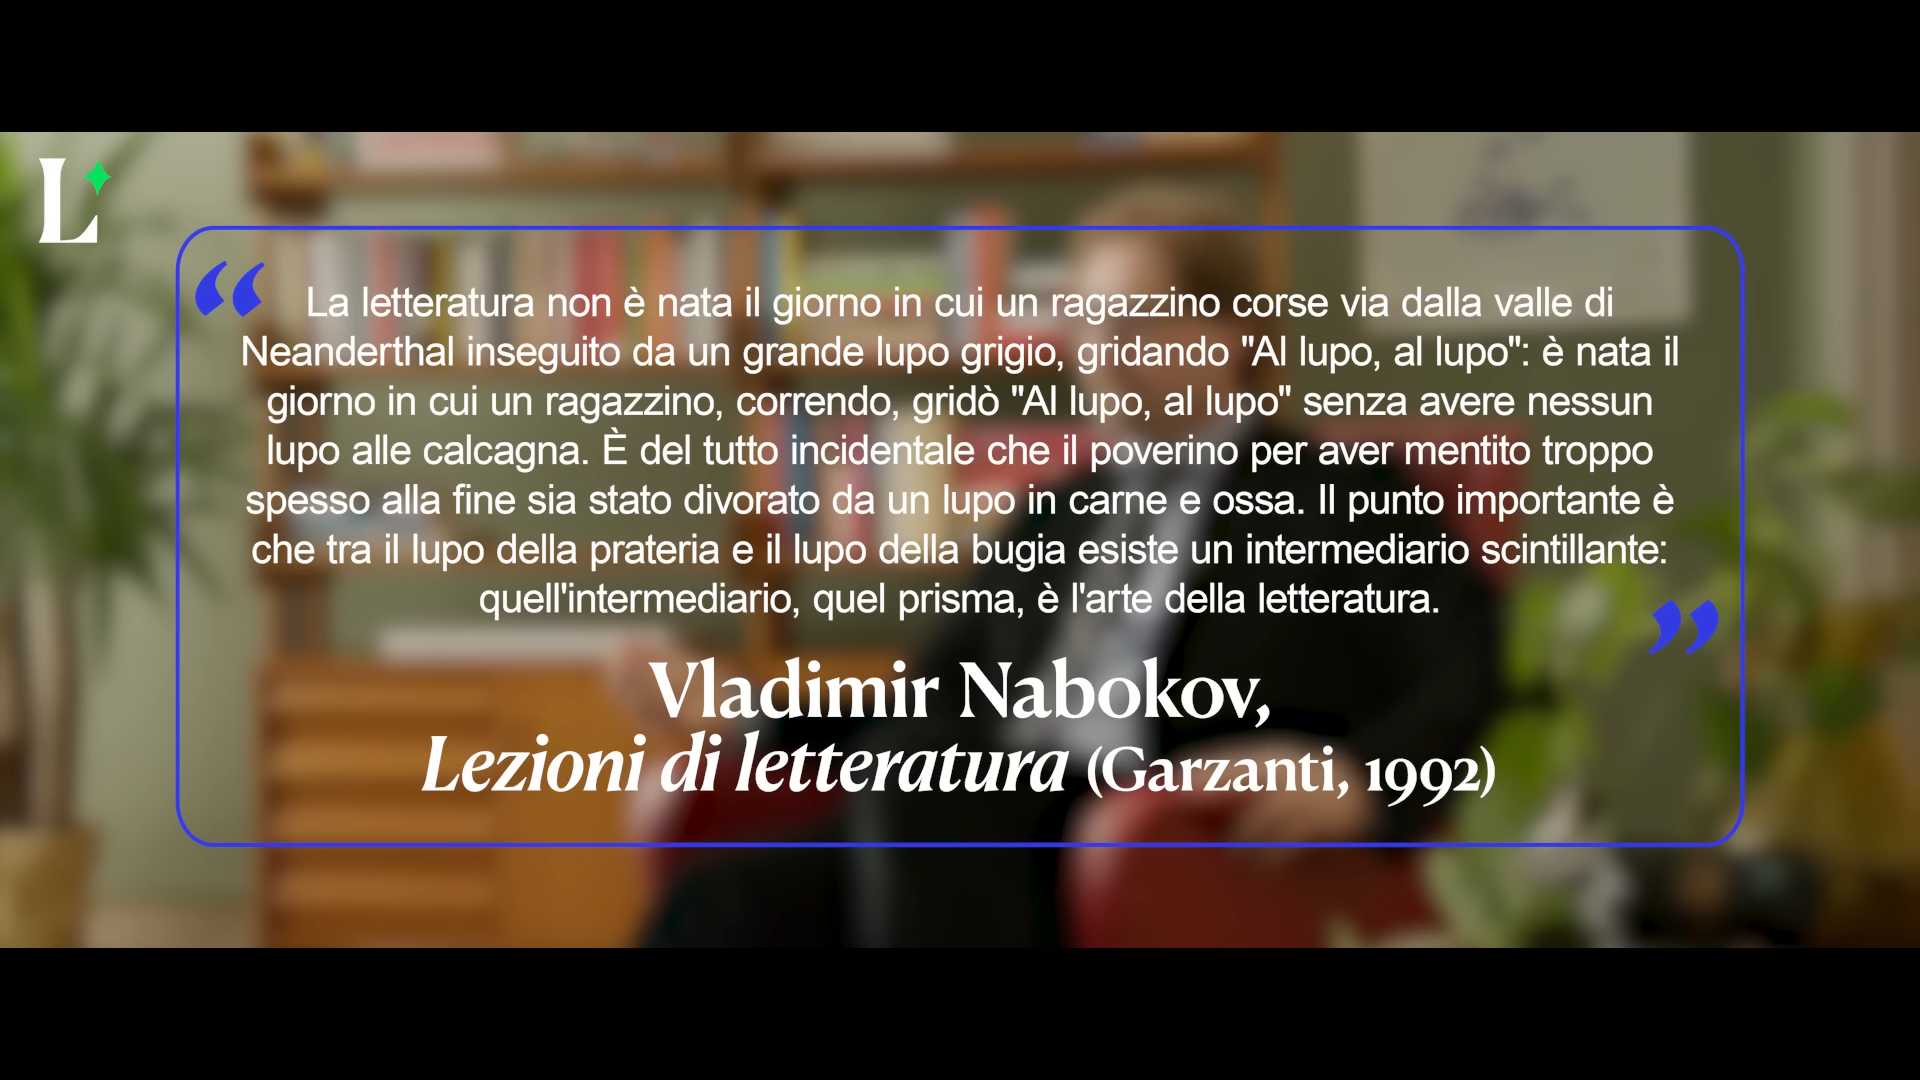 L
“ La letteratura non è nata il giorno in cui un ragazzino corse via dalla valle di
Neanderthal inseguito da un grande lupo grigio, gridando "Al lupo, al lupo": è nata il
giorno in cui un ragazzino, correndo, gridò "Al lupo, al lupo" senza avere nessun
lupo alle calcagna. È del tutto incidentale che il poverino per aver mentito troppo
spesso alla fine sia stato divorato da un lupo in carne e ossa. Il punto importante è
che tra il lupo della prateria e il lupo della bugia esiste un intermediario scintillante:
quell'intermediario, quel prisma, è l'arte della letteratura. ”
Vladimir Nabokov,
Lezioni di letteratura (Garzanti, 1992)